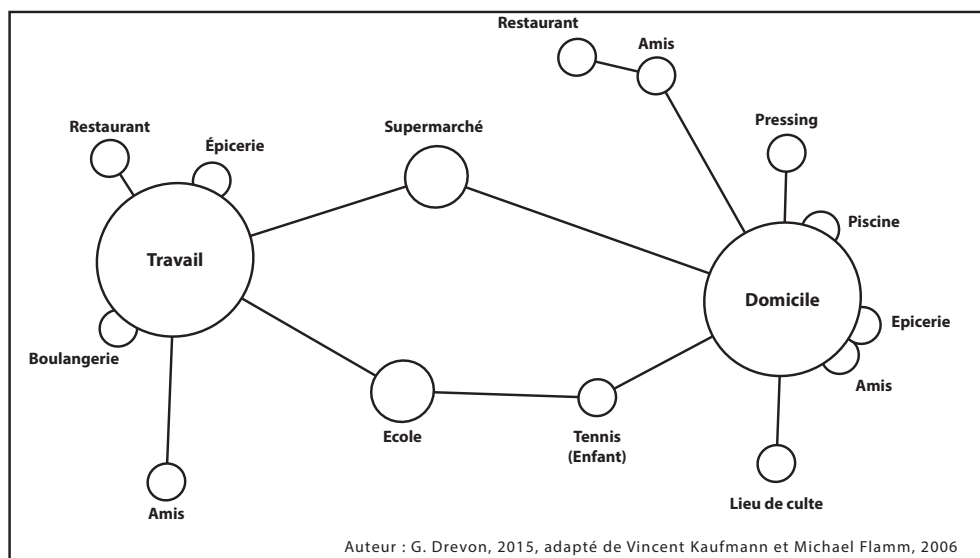 Restaurant
Amis
Restaurant
Épicerie
Supermarché
Pressing
Piscine
Travail
Domicile
Epicerie
Boulangerie
Amis
Ecole
Tennis
(Enfant)
Lieu de culte
Amis
Auteur : G. Drevon, 2015, adapté de Vincent Kaufmann et Michael Flamm, 2006